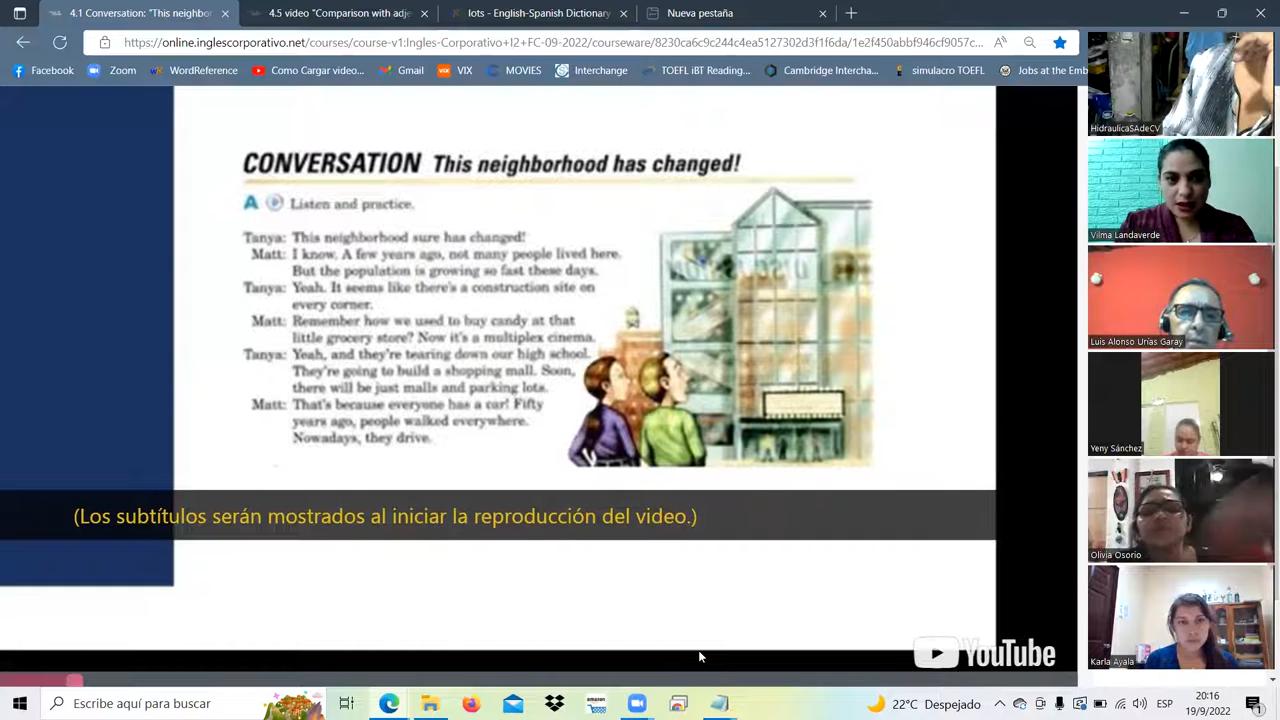 4.1 Conversation: "This neighbor
4.5 video "Comparison with adje
lots - English-Spanish Dictionary
Nueva pestaña
https://online.inglescorporativo.net/courses/course-v1:Ingles-Corporativo+I2+FC-09-2022/courseware/8230ca6c9c244c4ea5127302d3f1f6da/1e2f450abbf946cf9057c...
Facebook
Zoom
WordReference
Como Cargar video...
Gmail
VIX
MOVIES
Interchange
TOEFL iBT Reading...
Cambridge Intercha...
simulacro TOEFL
Jobs at the Emb
HidraulicaSAdeCV
Vilma Landaverde
Luis Alonso Urías Garay
Yeny Sánchez
Olivia Osorio
Karla Ayala
CONVERSATION This neighborhood has changed!
A Listen and practice.
Tanya: This neighborhood sure has changed!
Matt: I know. A few years ago, not many people lived here.
But the population is growing so fast these days.
Tanya: Yeah. It seems like there's a construction site on
every corner.
Matt: Remember how we used to buy candy at that
little grocery store? Now it's a multiplex cinema.
Tanya: Yeah, and they're tearing down our high school.
They're going to build a shopping mall. Soon,
there will be just malls and parking lots.
Matt: That's because everyone has a car! Fifty
years ago, people walked everywhere.
Nowadays, they drive.
(Los subtítulos serán mostrados al iniciar la reproducción del video.)
YouTube
Escribe aquí para buscar
22°C Despejado
ESP
20:16
19/9/2022
1